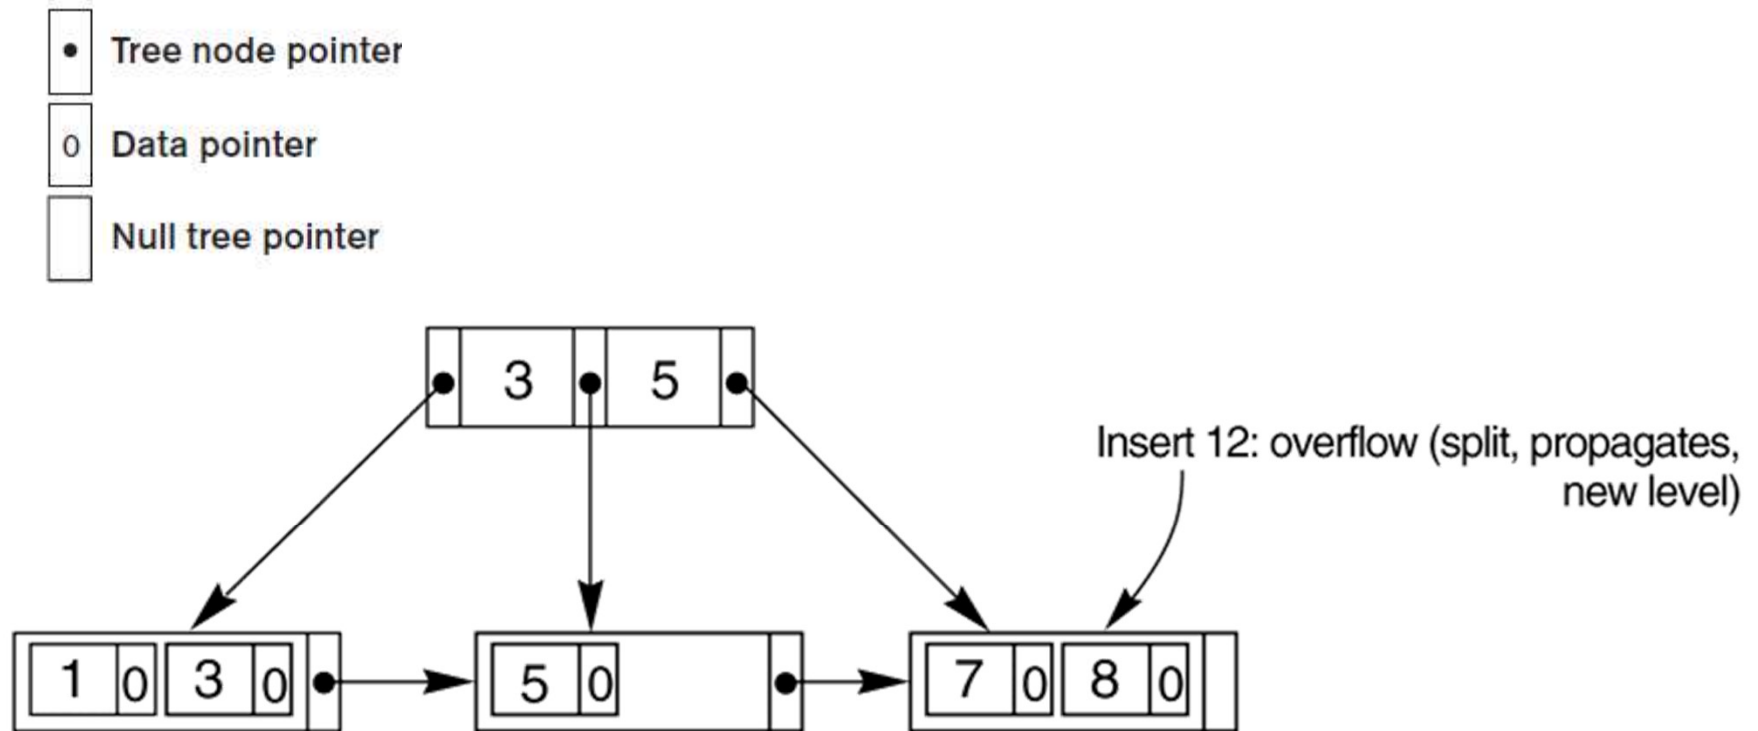 Tree node pointer
0 Data pointer
Null tree pointer
3 5
Insert 12: overflow (split, propagates,
new level)
1 0 3 0 5 0 7 0 8 0